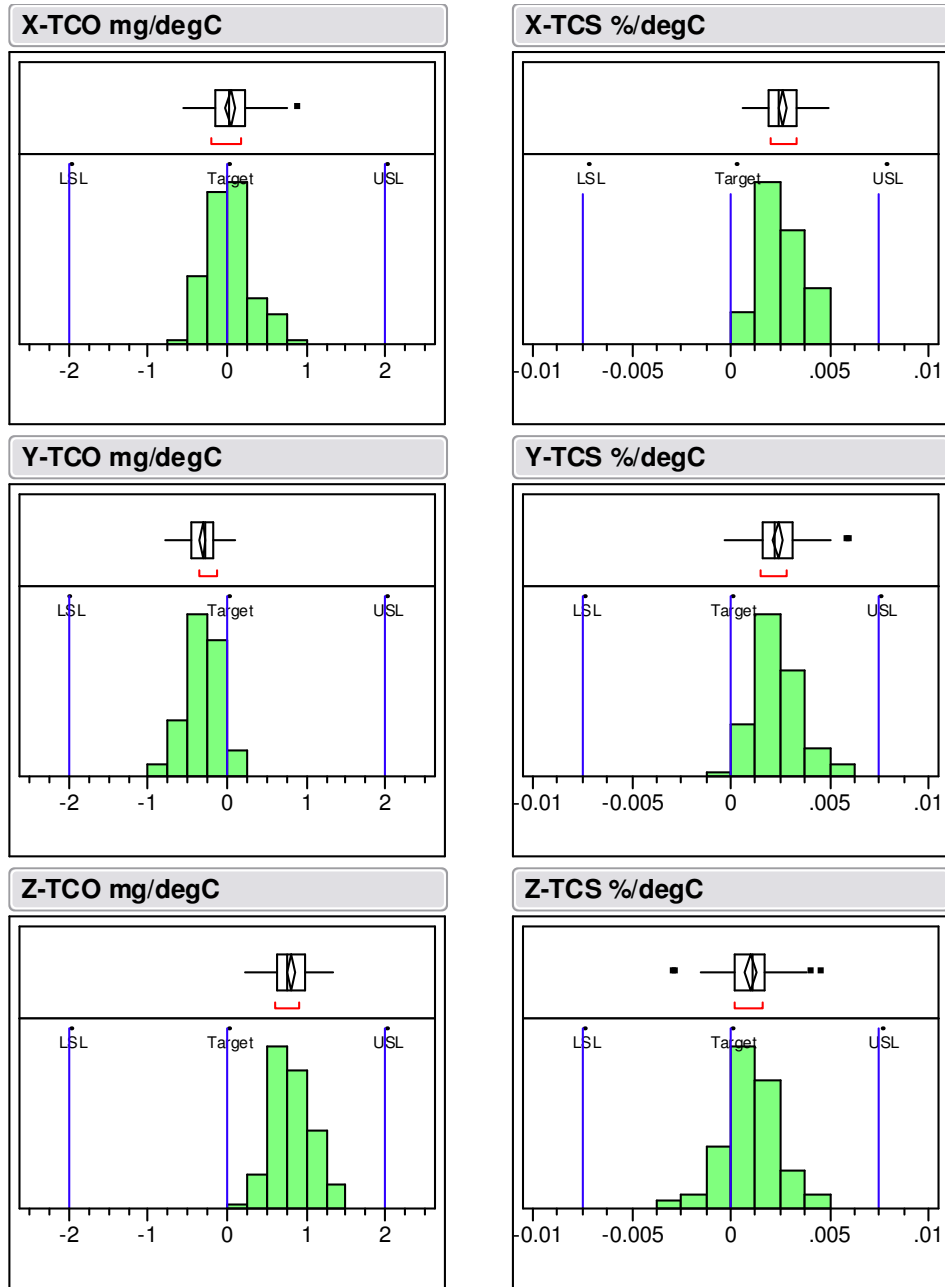 X-TCO mg/degC
LSL Target USL
-2 -1 0 1 2
X-TCS %/degC
LSL Target USL
-0.01 -0.005 0 .005 .01
Y-TCO mg/degC
LSL Target USL
-2 -1 0 1 2
Y-TCS %/degC
LSL Target USL
-0.01 -0.005 0 .005 .01
Z-TCO mg/degC
LSL Target USL
-2 -1 0 1 2
Z-TCS %/degC
LSL Target USL
-0.01 -0.005 0 .005 .01